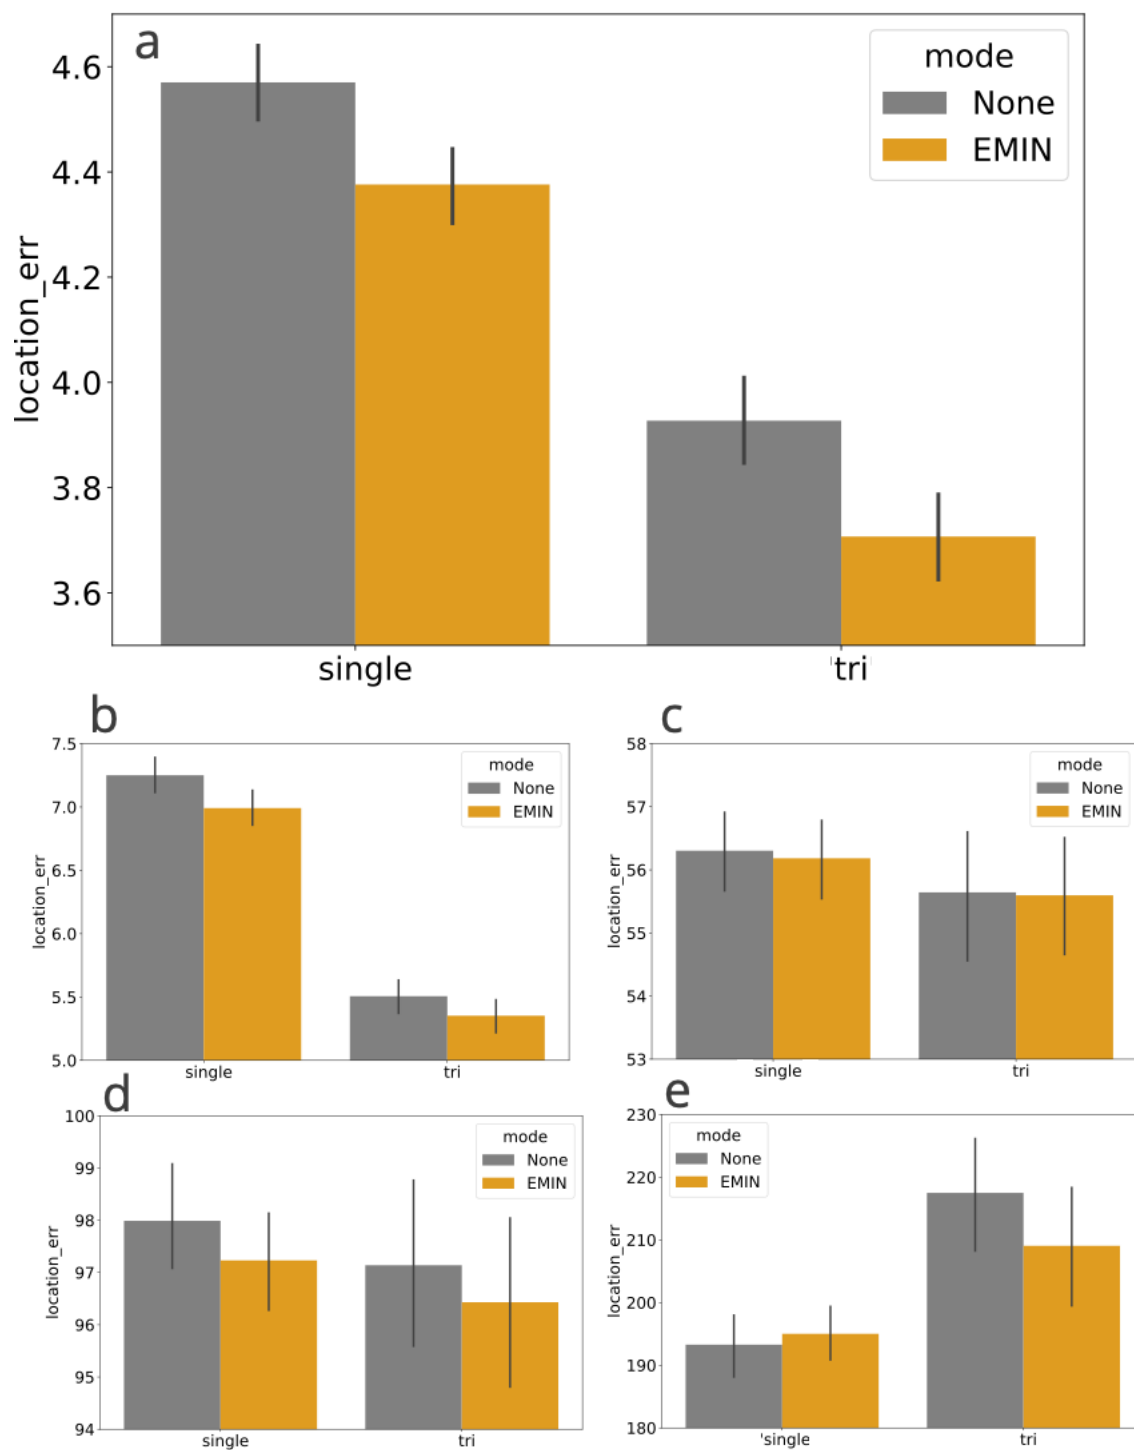 a
mode
None
EMIN
4.6
4.4
4.2
4.0
3.8
3.6
location_err
single
tri
b
7.5
7.0
6.5
6.0
5.5
5.0
location_err
mode
None
EMIN
single
tri
c
58
57
56
55
54
53
location_err
mode
None
EMIN
single
tri
d
100
99
98
97
96
95
94
location_err
mode
None
EMIN
single
tri
e
230
220
210
200
190
180
location_err
mode
None
EMIN
'single
tri